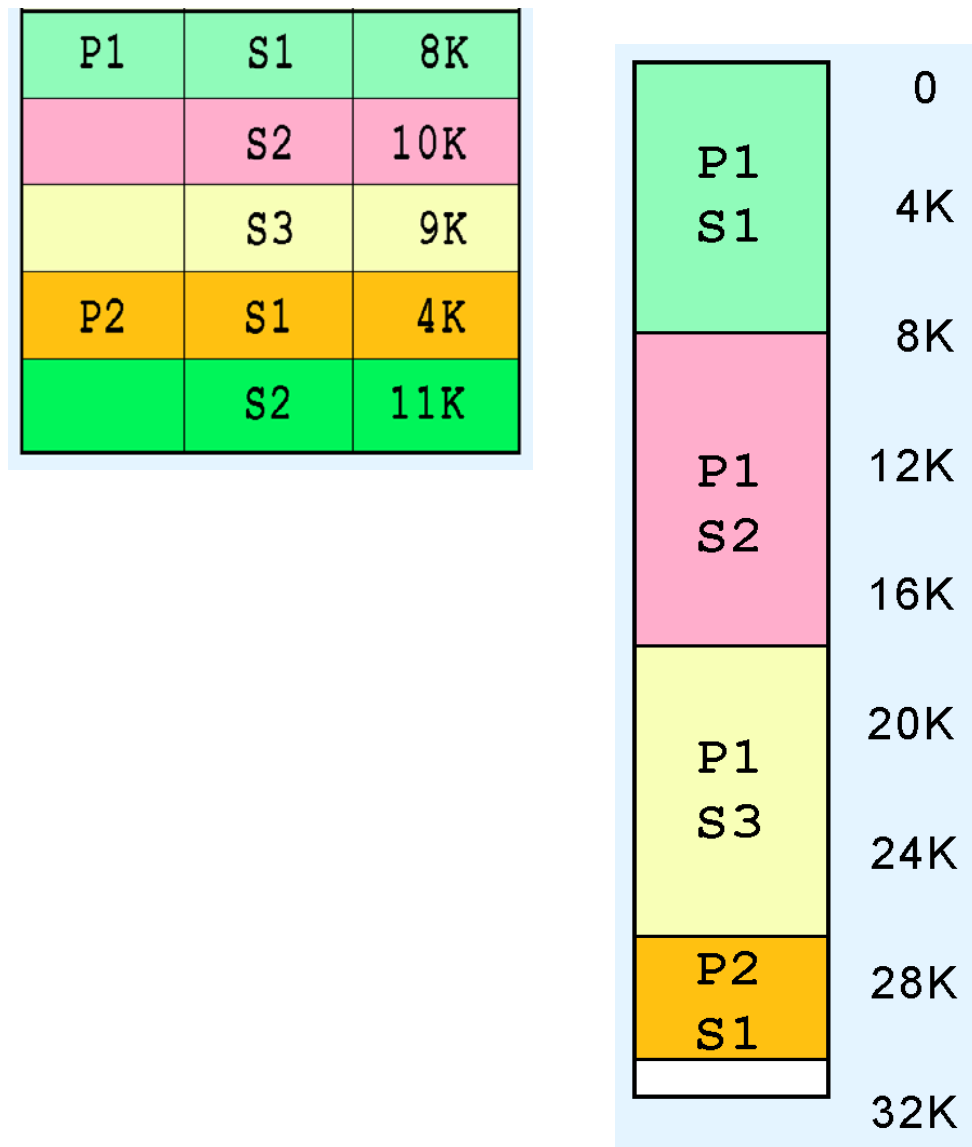 P1 S1 8K
S2 10K
S3 9K
P2 S1 4K
S2 11K
0
P1
S1
4K
8K
P1
S2
12K
16K
20K
P1
S3
24K
P2
S1
28K
32K